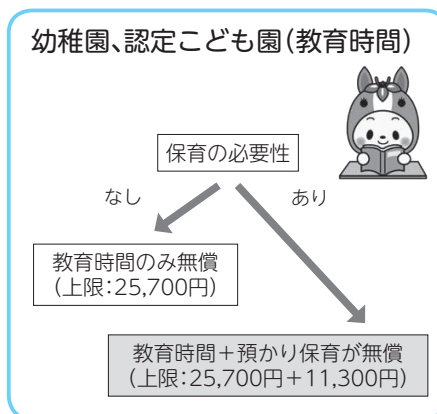 幼稚園、認定こども園(教育時間)
保育の必要性
なし
あり
教育時間のみ無償
(上限:25,700円)
教育時間＋預かり保育が無償
(上限:25,700円＋11,300円)